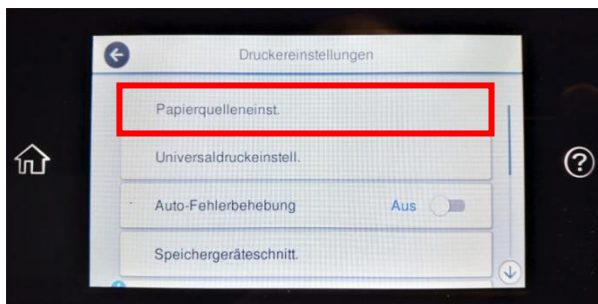 Druckereinstellungen
Papierquelleneinst.
Universaldruckeinstell.
Auto-Fehlerbehebung Aus
Speichergeräteschnitt.
?